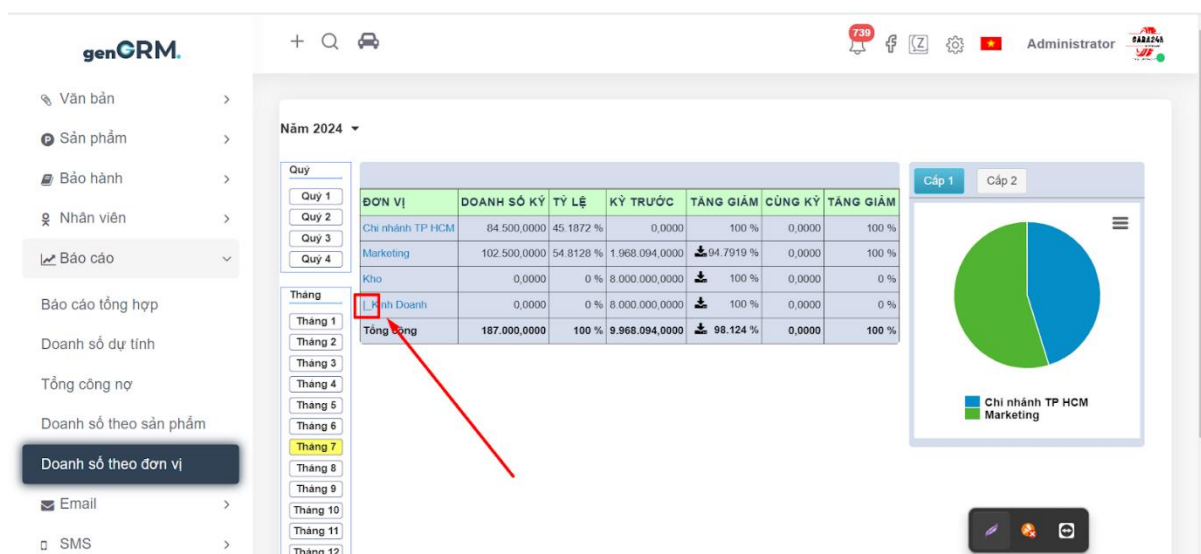 genCRM.
739
Administrator
Văn bản
Sản phẩm
Bảo hành
Nhân viên
Báo cáo
Báo cáo tổng hợp
Doanh số dự tính
Tổng công nợ
Doanh số theo sản phẩm
Doanh số theo đơn vị
Email
SMS
Năm 2024
Quý
Quý 1
Quý 2
Quý 3
Quý 4
Tháng
Tháng 1
Tháng 2
Tháng 3
Tháng 4
Tháng 5
Tháng 6
Tháng 7
Tháng 8
Tháng 9
Tháng 10
Tháng 11
Tháng 12
ĐƠN VỊ DOANH SỐ KỲ TỶ LỆ KỲ TRƯỚC TĂNG GIẢM CÙNG KỲ TĂNG GIẢM
Chi nhánh TP HCM 84.500,0000 45.1872 % 0,0000 100 % 0,0000 100 %
Marketing 102.500,0000 54.8128 % 1.968.094,0000 94.7919 % 0,0000 100 %
Kho 0,0000 0 % 8.000.000,0000 100 % 0,0000 0 %
|_Kinh Doanh 0,0000 0 % 8.000.000,0000 100 % 0,0000 0 %
Tổng cộng 187.000,0000 100 % 9.968.094,0000 98.124 % 0,0000 100 %
Cấp 1
Cấp 2
Chi nhánh TP HCM
Marketing